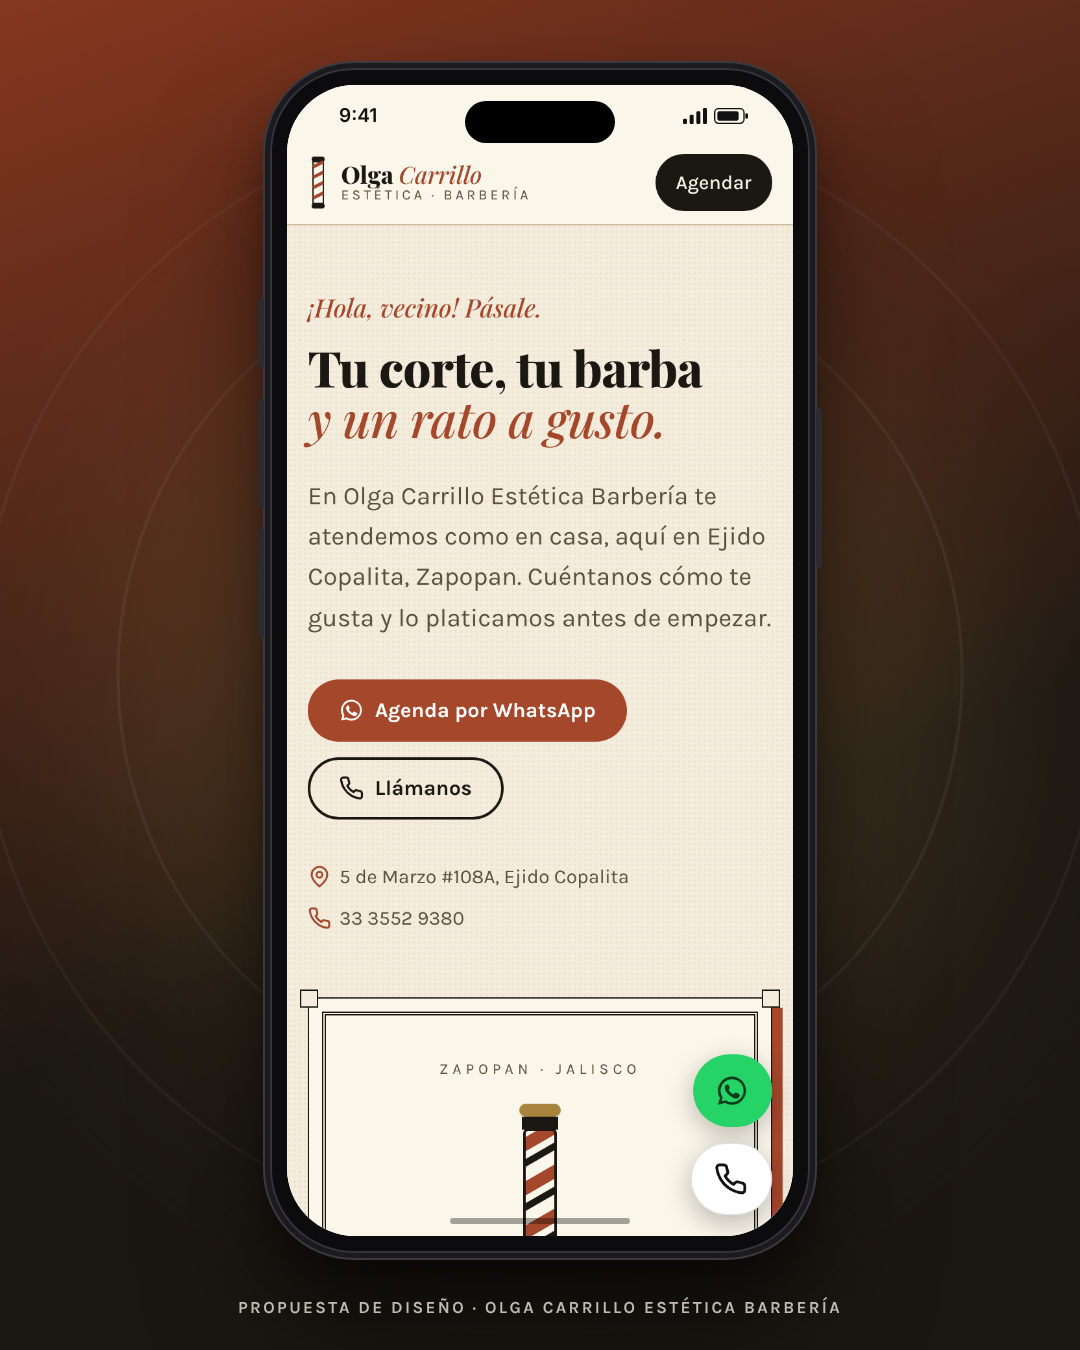 9:41
Olga Carrillo
ESTÉTICA · BARBERÍA
Agendar
¡Hola, vecino! Pásale.
Tu corte, tu barba
y un rato a gusto.
En Olga Carrillo Estética Barbería te
atendemos como en casa, aquí en Ejido
Copalita, Zapopan. Cuéntanos cómo te
gusta y lo platicamos antes de empezar.
Agenda por WhatsApp
Llámanos
5 de Marzo #108A, Ejido Copalita
33 3552 9380
ZAPOPAN · JALISCO
PROPUESTA DE DISEÑO · OLGA CARRILLO ESTÉTICA BARBERÍA